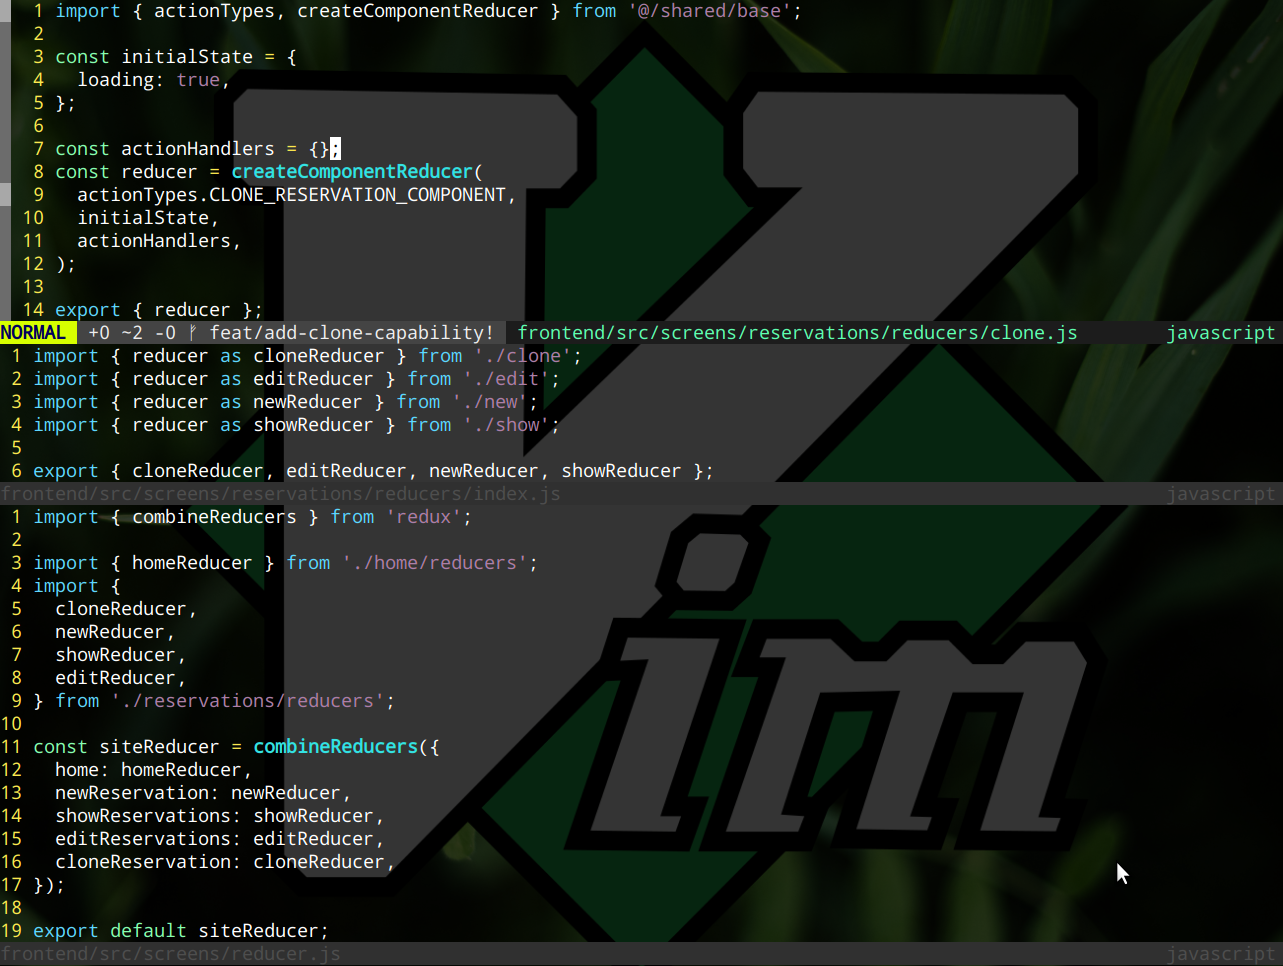 1 import { actionTypes, createComponentReducer } from '@/shared/base';
2
3 const initialState = {
4   loading: true,
5 };
6
7 const actionHandlers = {};
8 const reducer = createComponentReducer(
9   actionTypes.CLONE_RESERVATION_COMPONENT,
10   initialState,
11   actionHandlers,
12 );
13
14 export { reducer };
NORMAL +0 ~2 -0 ᚠ feat/add-clone-capability! frontend/src/screens/reservations/reducers/clone.js javascript
1 import { reducer as cloneReducer } from './clone';
2 import { reducer as editReducer } from './edit';
3 import { reducer as newReducer } from './new';
4 import { reducer as showReducer } from './show';
5
6 export { cloneReducer, editReducer, newReducer, showReducer };
frontend/src/screens/reservations/reducers/index.js javascript
1 import { combineReducers } from 'redux';
2
3 import { homeReducer } from './home/reducers';
4 import {
5   cloneReducer,
6   newReducer,
7   showReducer,
8   editReducer,
9 } from './reservations/reducers';
10
11 const siteReducer = combineReducers({
12   home: homeReducer,
13   newReservation: newReducer,
14   showReservations: showReducer,
15   editReservations: editReducer,
16   cloneReservation: cloneReducer,
17 });
18
19 export default siteReducer;
frontend/src/screens/reducer.js javascript
Vim